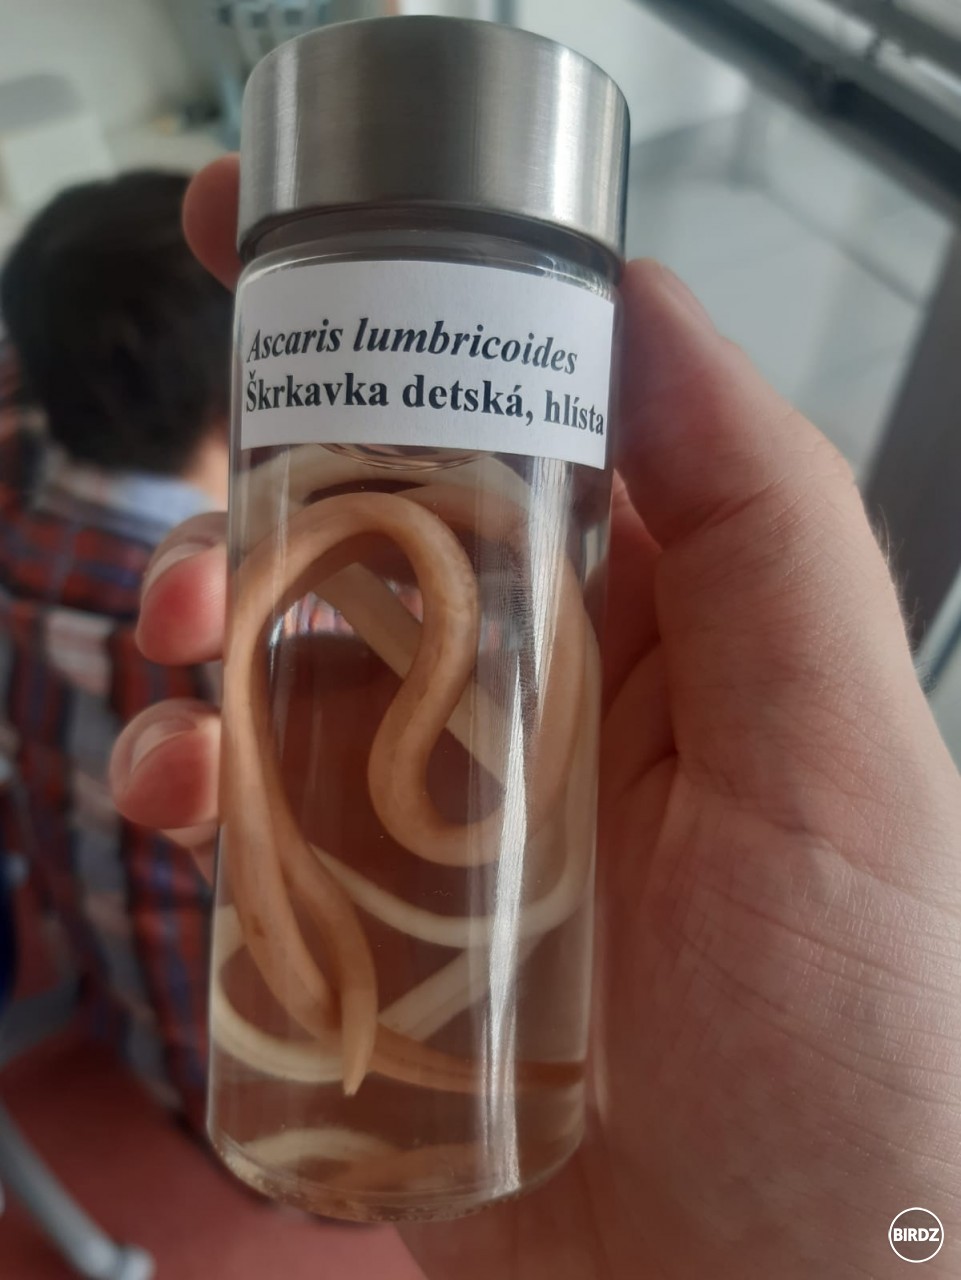 Ascaris lumbricoides
Škrkavka detská, hlísta
BIRDZ